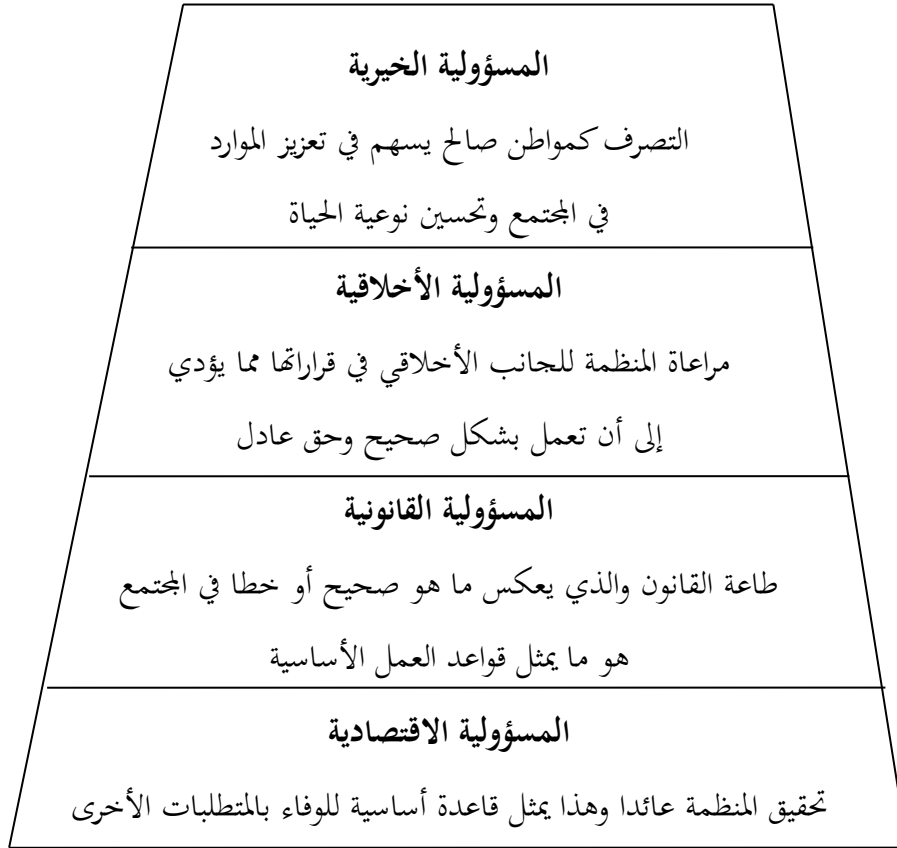 المسؤولية الخيرية
التصرف كمواطن صالح يسهم في تعزيز الموارد
في المجتمع وتحسين نوعية الحياة
المسؤولية الأخلاقية
مراعاة المنظمة للجانب الأخلاقي في قراراتها مما يؤدي
إلى أن تعمل بشكل صحيح وحق عادل
المسؤولية القانونية
طاعة القانون والذي يعكس ما هو صحيح أو خطا في المجتمع
هو ما يمثل قواعد العمل الأساسية
المسؤولية الاقتصادية
تحقيق المنظمة عائدا وهذا يمثل قاعدة أساسية للوفاء بالمتطلبات الأخرى